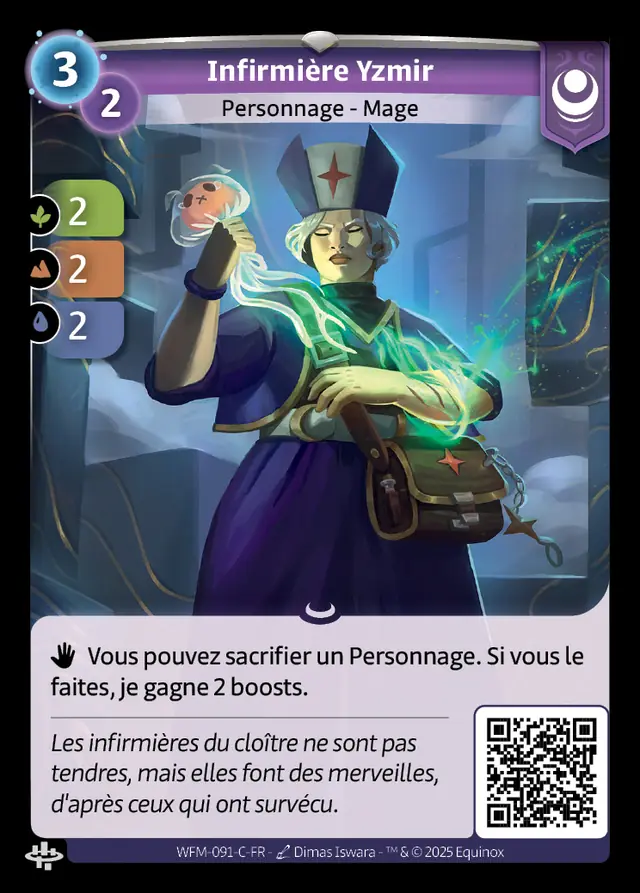 3
Infirmière Yzmir
2
Personnage - Mage
2
2
2
Vous pouvez sacrifier un Personnage. Si vous le
faites, je gagne 2 boosts.
Les infirmières du cloître ne sont pas
tendres, mais elles font des merveilles,
d'après ceux qui ont survécu.
WFM-091-C-FR - Dimas Iswara - ™ & © 2025 Equinox